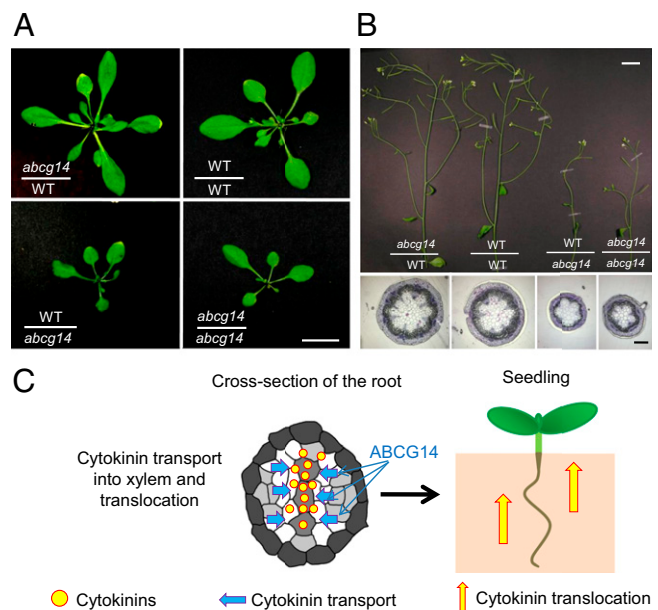 A
abcg14
WT
WT
WT
WT
abcg14
abcg14
abcg14
B
abcg14
WT
WT
WT
WT
abcg14
abcg14
abcg14
C
Cross-section of the root
Seedling
Cytokinin transport
into xylem and
translocation
ABCG14
Cytokinins
Cytokinin transport
Cytokinin translocation